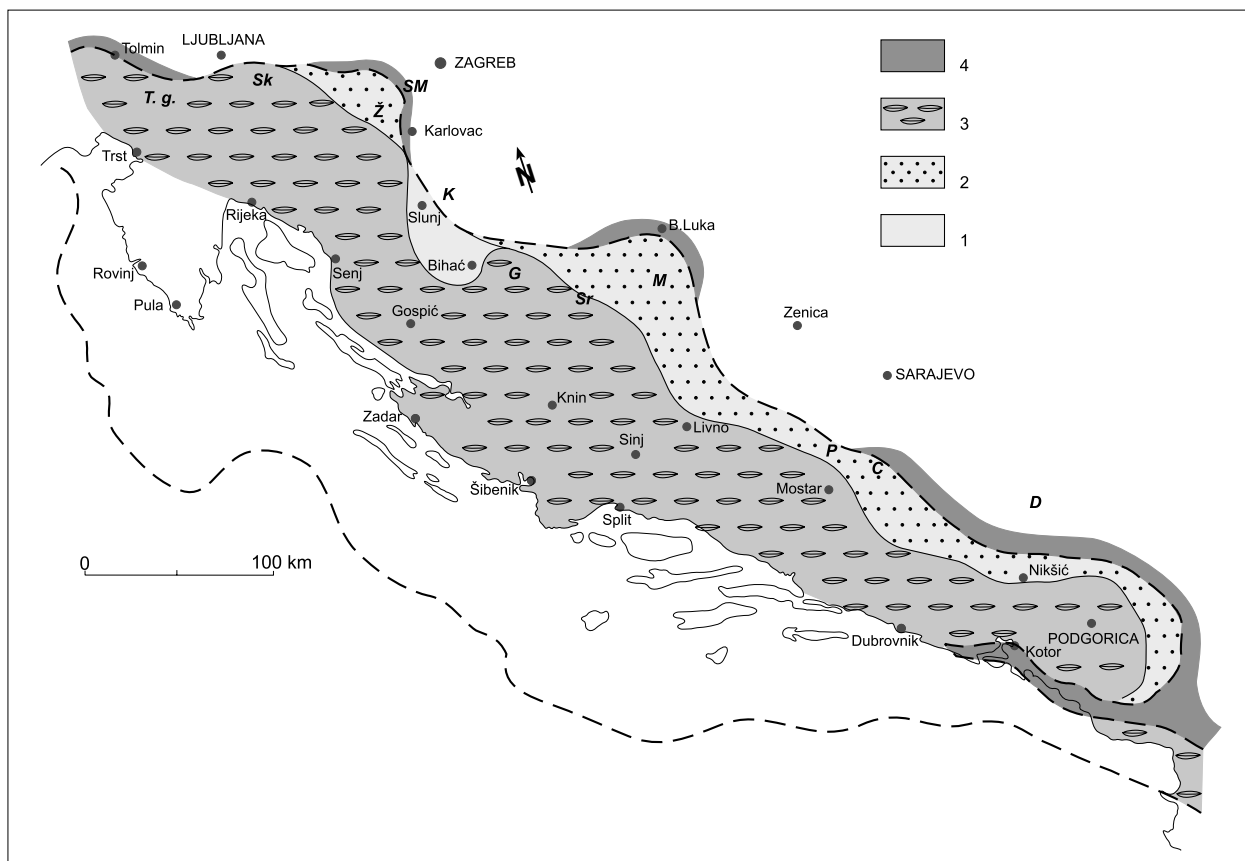 Tolmin
LJUBLJANA
ZAGREB
4
T. g.
Sk
SM
Ž
3
Karlovac
Trst
N
2
K
Rijeka
Slunj
B.Luka
1
Rovinj
Senj
Bihać
G
M
Pula
Sr
Gospić
Zenica
SARAJEVO
Zadar
Knin
Livno
Sinj
P
C
Šibenik
Mostar
Split
D
0
100 km
Nikšić
Dubrovnik
PODGORICA
Kotor